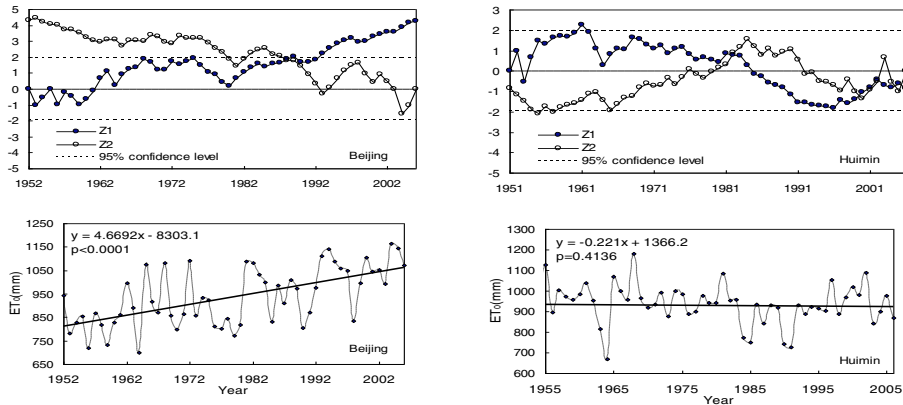 5
4
3
2
1
0
-1
-2
-3
-4
-5
Z1
Z2
95% confidence level
Beijing
1952 1962 1972 1982 1992 2002
3
2
1
0
-1
-2
-3
-4
5
Z1
Z2
95% confidence level
Huimin
1951 1961 1971 1981 1991 2001
1250
1150
1050
950
850
750
650
ET₀(mm)
y = 4.6692x - 8303.1
p<0.0001
Beijing
1952 1962 1972 1982 1992 2002
Year
1300
1200
1100
1000
900
800
700
600
ET₀(mm)
y = -0.221x + 1366.2
p=0.4136
Huimin
1955 1965 1975 1985 1995 2005
Year